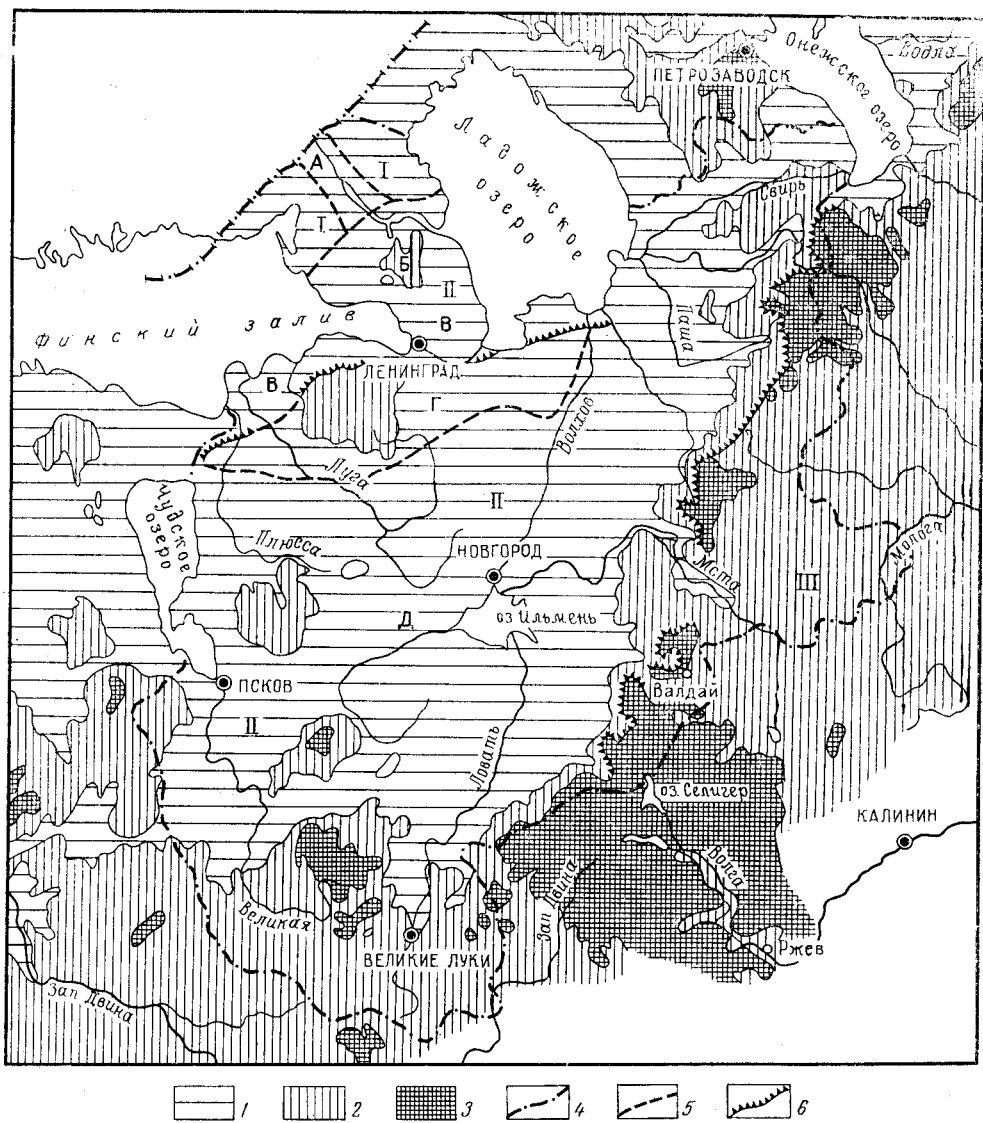 Онежское озеро
Водла
ПЕТРОЗАВОДСК
Ладожское
озеро
А
I
I
Свирь
Б
II
Финский залив
В
Паша
ЛЕНИНГРАД
В
Г
Волхов
Луга
II
Чудское
озеро
Плюсса
НОВГОРОД
Мста
Молога
III
Д
оз. Ильмень
ПСКОВ
Валдай
II
Ловать
оз. Селигер
КАЛИНИН
Волга
Зап Двина
Великая
Ржев
ВЕЛИКИЕ ЛУКИ
Зап Двина
1 2 3 4 5 6